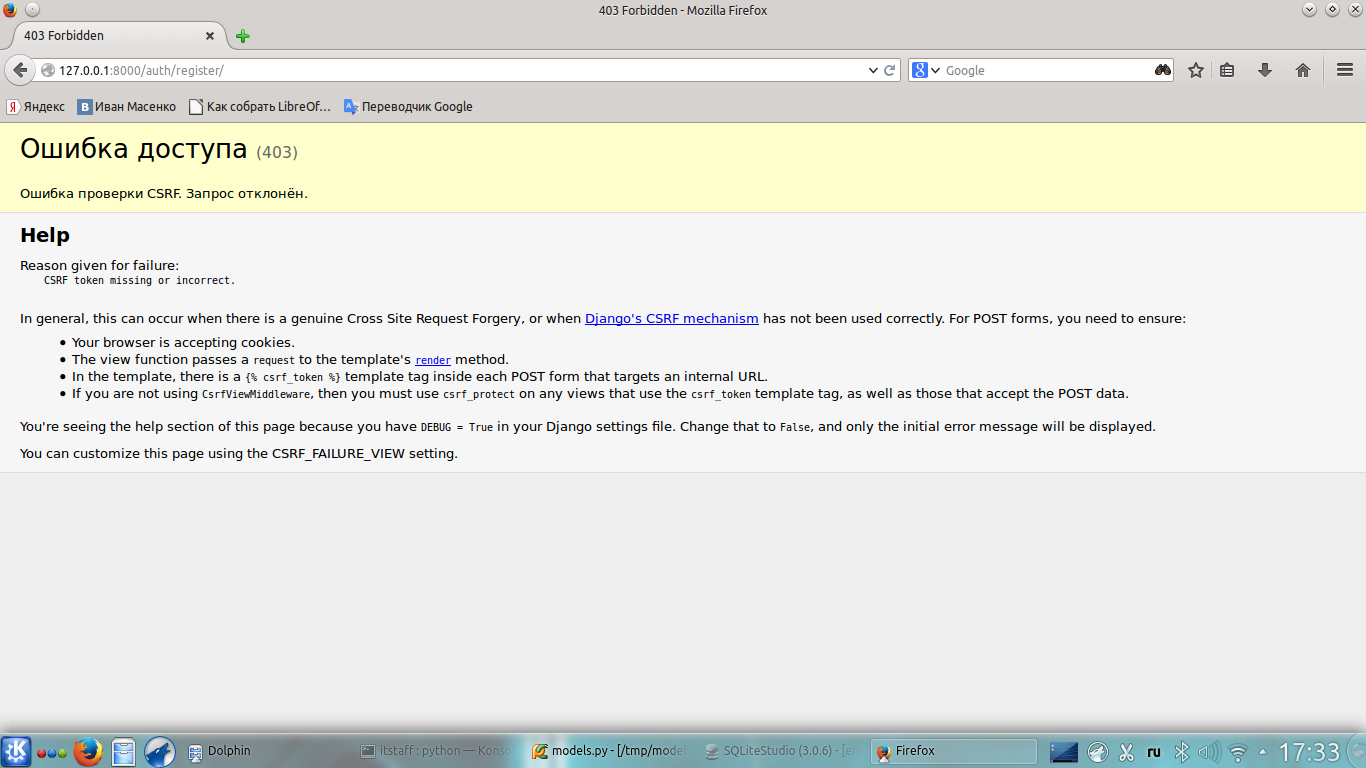 403 Forbidden - Mozilla Firefox
403 Forbidden
127.0.0.1:8000/auth/register/
Google
Яндекс
Иван Масенко
Как собрать LibreOf...
Переводчик Google
Ошибка доступа (403)
Ошибка проверки CSRF. Запрос отклонён.
Help
Reason given for failure:
CSRF token missing or incorrect.
In general, this can occur when there is a genuine Cross Site Request Forgery, or when Django's CSRF mechanism has not been used correctly. For POST forms, you need to ensure:
Your browser is accepting cookies.
The view function passes a request to the template's render method.
In the template, there is a {% csrf_token %} template tag inside each POST form that targets an internal URL.
If you are not using CsrfViewMiddleware, then you must use csrf_protect on any views that use the csrf_token template tag, as well as those that accept the POST data.
You're seeing the help section of this page because you have DEBUG = True in your Django settings file. Change that to False, and only the initial error message will be displayed.
You can customize this page using the CSRF_FAILURE_VIEW setting.
Dolphin
itstaff : python — Konso
models.py - [/tmp/model
SQLiteStudio (3.0.6) - [
Firefox
ru
17:33